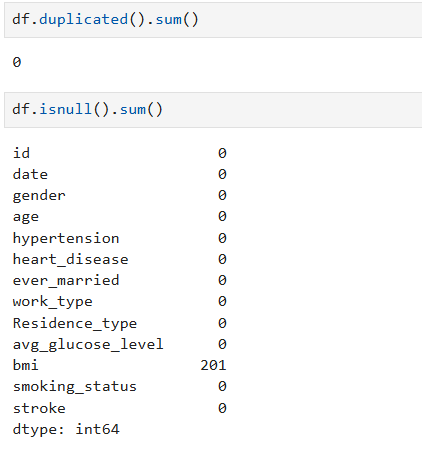 df.duplicated().sum()
0
df.isnull().sum()
id 0
date 0
gender 0
age 0
hypertension 0
heart_disease 0
ever_married 0
work_type 0
Residence_type 0
avg_glucose_level 0
bmi 201
smoking_status 0
stroke 0
dtype: int64